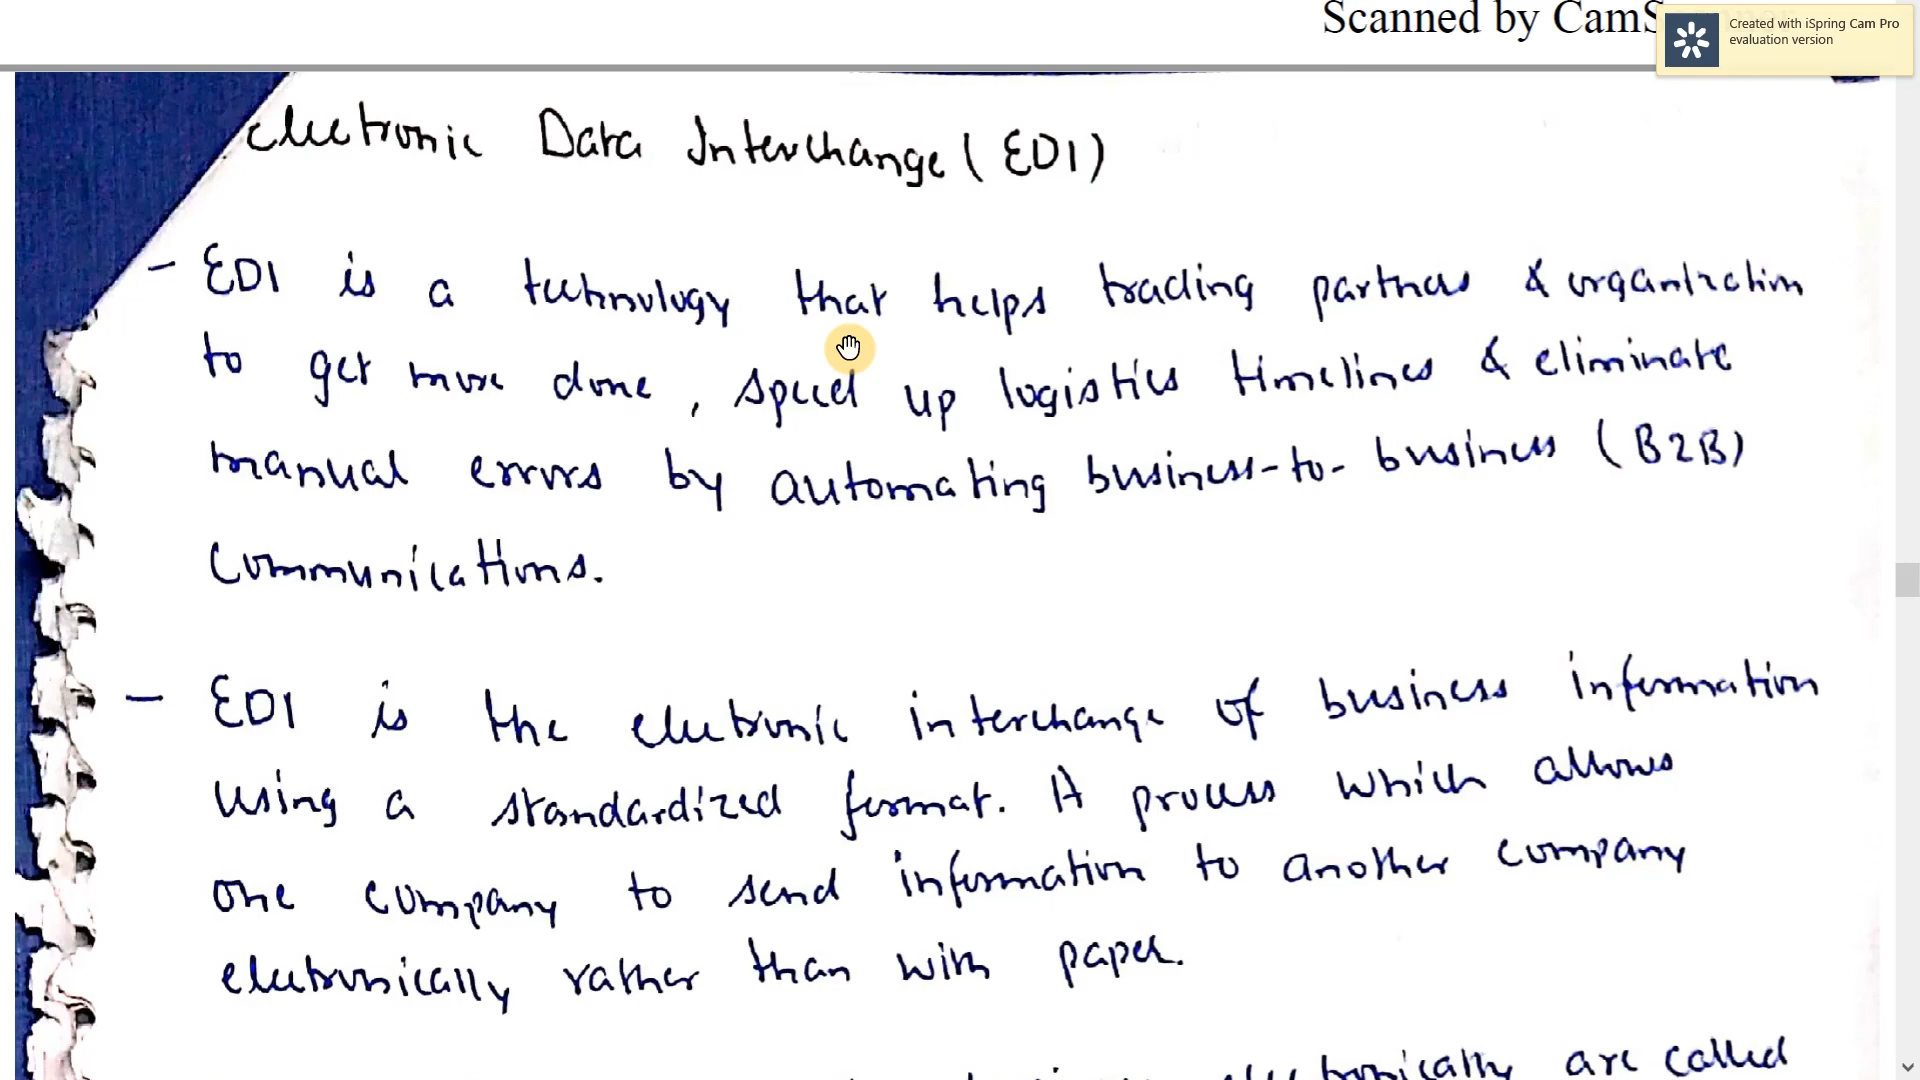 Scanned by CamS
Created with iSpring Cam Pro
evaluation version
Electronic Data Interchange (EDI)
- EDI is a technology that helps trading partners & organization
to get more done, speed up logistics timelines & eliminate
manual errors by automating business-to-business (B2B)
communications.
- EDI is the electronic interchange of business information
using a standardized format. A process which allows
one company to send information to another company
electronically rather than with paper.
electronically are called